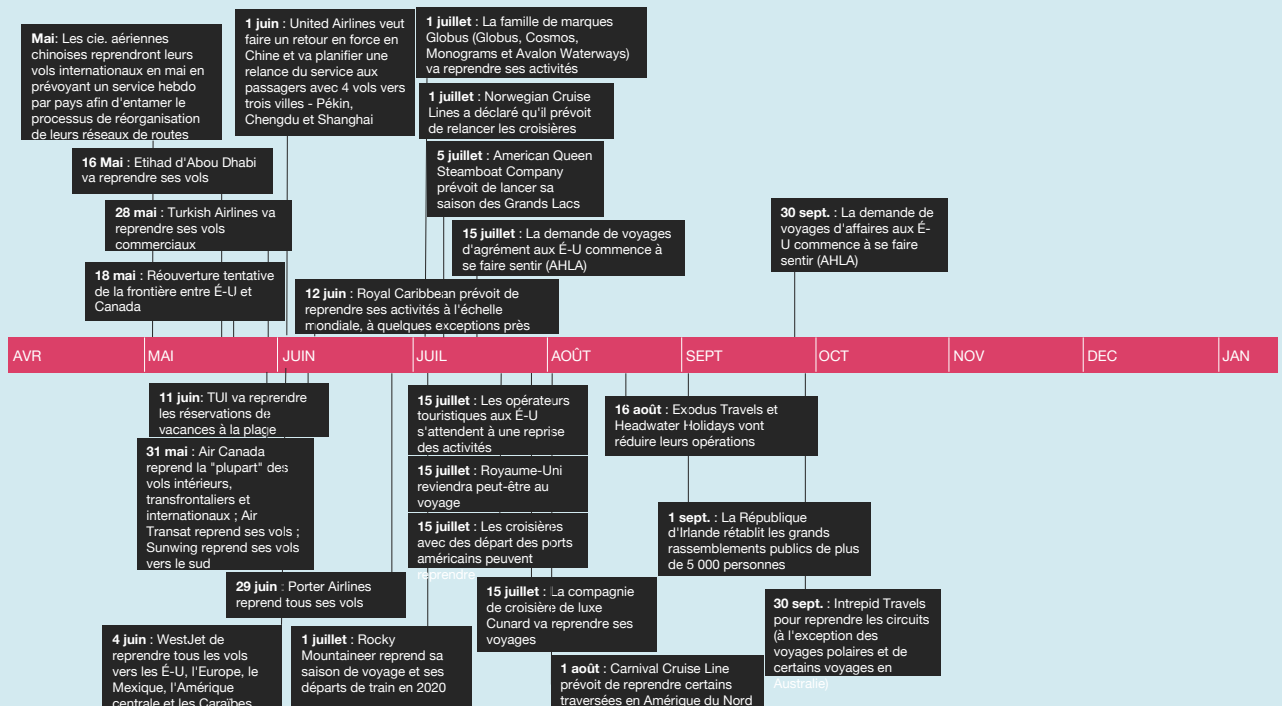 Mai: Les cie. aériennes
chinoises reprendront leurs
vols internationaux en mai en
prévoyant un service hebdo
par pays afin d'entamer le
processus de réorganisation
de leurs réseaux de routes
1 juin : United Airlines veut
faire un retour en force en
Chine et va planifier une
relance du service aux
passagers avec 4 vols vers
trois villes - Pékin,
Chengdu et Shanghai
1 juillet : La famille de marques
Globus (Globus, Cosmos,
Monograms et Avalon Waterways)
va reprendre ses activités
1 juillet : Norwegian Cruise
Lines a déclaré qu'il prévoit
de relancer les croisières
16 Mai : Etihad d'Abou Dhabi
va reprendre ses vols
5 juillet : American Queen
Steamboat Company
prévoit de lancer sa
saison des Grands Lacs
28 mai : Turkish Airlines va
reprendre ses vols
commerciaux
15 juillet : La demande de voyages
d'agrément aux É-U commence à
se faire sentir (AHLA)
30 sept. : La demande de
voyages d'affaires aux É-
U commence à se faire
sentir (AHLA)
18 mai : Réouverture tentative
de la frontière entre É-U et
Canada
12 juin : Royal Caribbean prévoit de
reprendre ses activités à l'échelle
mondiale, à quelques exceptions près
AVR MAI JUIN JUIL AOÛT SEPT OCT NOV DEC JAN
11 juin: TUI va reprendre
les réservations de
vacances à la plage
31 mai : Air Canada
reprend la "plupart" des
vols intérieurs,
transfrontaliers et
internationaux ; Air
Transat reprend ses vols ;
Sunwing reprend ses vols
vers le sud
15 juillet : Les opérateurs
touristiques aux É-U
s'attendent à une reprise
des activités
15 juillet : Royaume-Uni
reviendra peut-être au
voyage
15 juillet : Les croisières
avec des départ des ports
américains peuvent
reprendre
16 août : Exodus Travels et
Headwater Holidays vont
réduire leurs opérations
1 sept. : La République
d'Irlande rétablit les grands
rassemblements publics de plus
de 5 000 personnes
29 juin : Porter Airlines
reprend tous ses vols
15 juillet : La compagnie
de croisière de luxe
Cunard va reprendre ses
voyages
30 sept. : Intrepid Travels
pour reprendre les circuits
(à l'exception des
voyages polaires et de
certains voyages en
Australie)
4 juin : WestJet de
reprendre tous les vols
vers les É-U, l'Europe, le
Mexique, l'Amérique
centrale et les Caraïbes
1 juillet : Rocky
Mountaineer reprend sa
saison de voyage et ses
départs de train en 2020
1 août : Carnival Cruise Line
prévoit de reprendre certains
traversées en Amérique du Nord